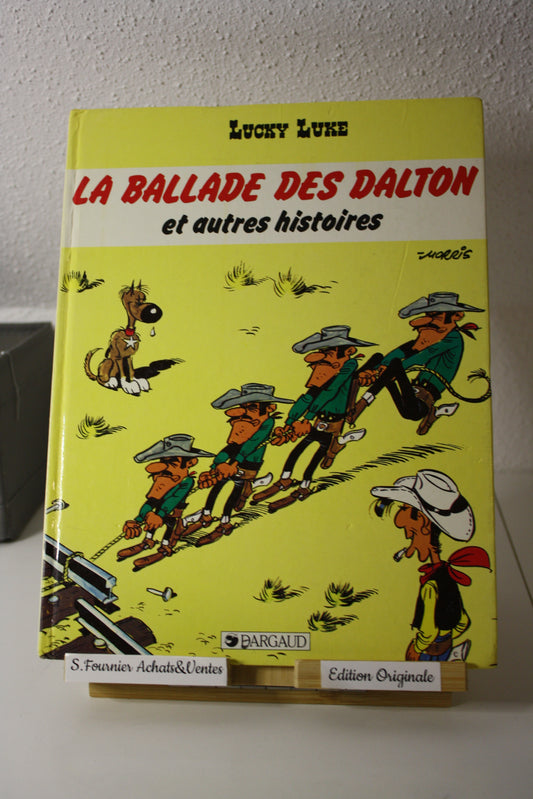 LUCKY LUKE
LA BALLADE DES DALTON
et autres histoires
MORRIS
DARGAUD
S.Fournier Achats&Ventes
Edition Originale